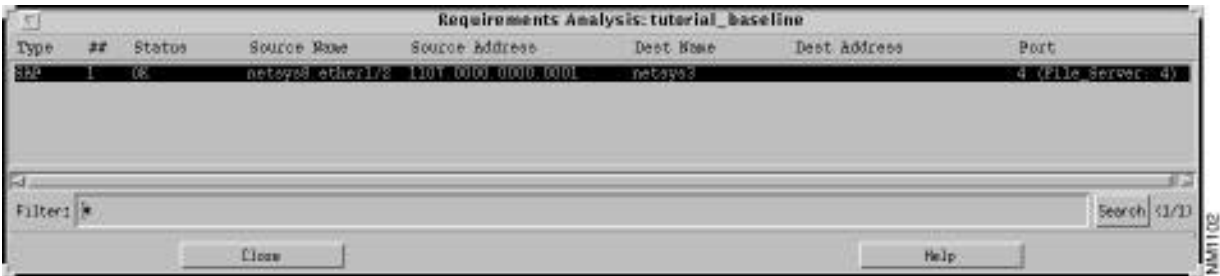 Requirements Analysis:tutorial_baseline
Type ## Status Source Name Source Address Dest Name Dest Address Port
SAP 1 OK netsys8 ether1/2 1107.0000.0000.0001 netsys3 4 (File_Server: 4)
Filter: * Search (1/1)
Close Help
NM1102